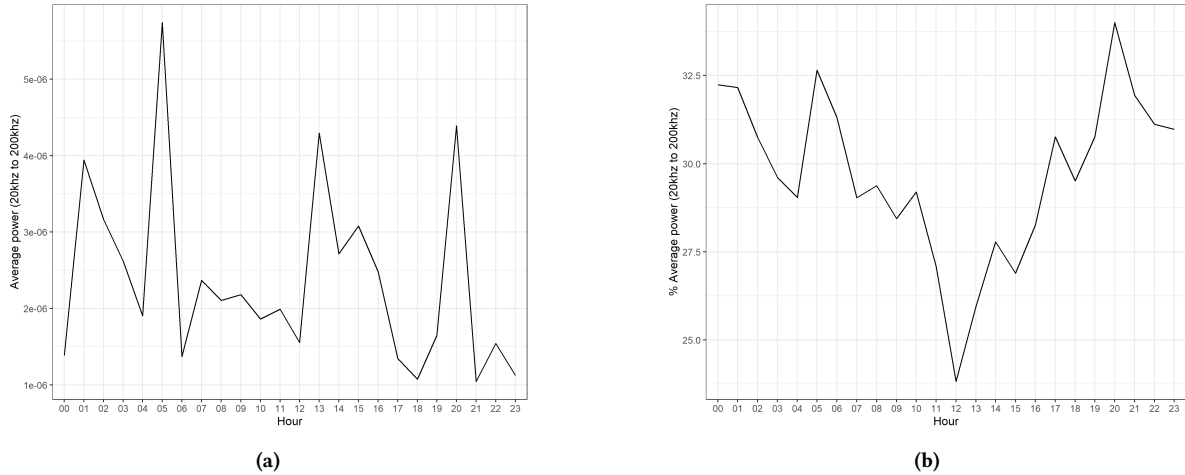 Average power (20khz to 200khz)
5e-06
4e-06
3e-06
2e-06
1e-06
00 01 02 03 04 05 06 07 08 09 10 11 12 13 14 15 16 17 18 19 20 21 22 23
Hour
(a)
% Average power (20khz to 200khz)
32.5
30.0
27.5
25.0
00 01 02 03 04 05 06 07 08 09 10 11 12 13 14 15 16 17 18 19 20 21 22 23
Hour
(b)